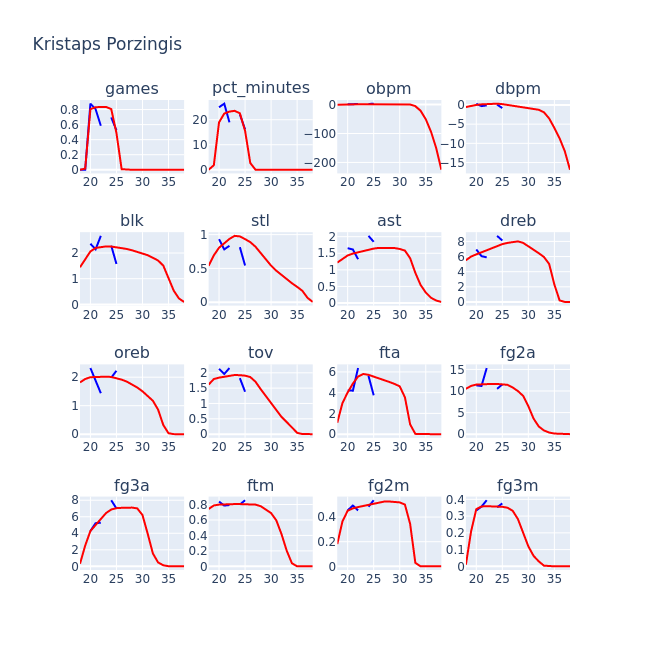 Kristaps Porzingis
games pct_minutes obpm dbpm
0.8 0.6 0.4 0.2 0
20 10 0
0 −100 −200
0 −5 −10 −15
20 25 30 35 20 25 30 35 20 25 30 35 20 25 30 35
blk stl ast dreb
2 1 0
1 0.5 0
2 1.5 1 0.5 0
8 6 4 2 0
20 25 30 35 20 25 30 35 20 25 30 35 20 25 30 35
oreb tov fta fg2a
2 1 0
2 1.5 1 0.5 0
6 4 2 0
15 10 5 0
20 25 30 35 20 25 30 35 20 25 30 35 20 25 30 35
fg3a ftm fg2m fg3m
8 6 4 2 0
0.8 0.6 0.4 0.2 0
0.4 0.2 0
0.4 0.3 0.2 0.1 0
20 25 30 35 20 25 30 35 20 25 30 35 20 25 30 35